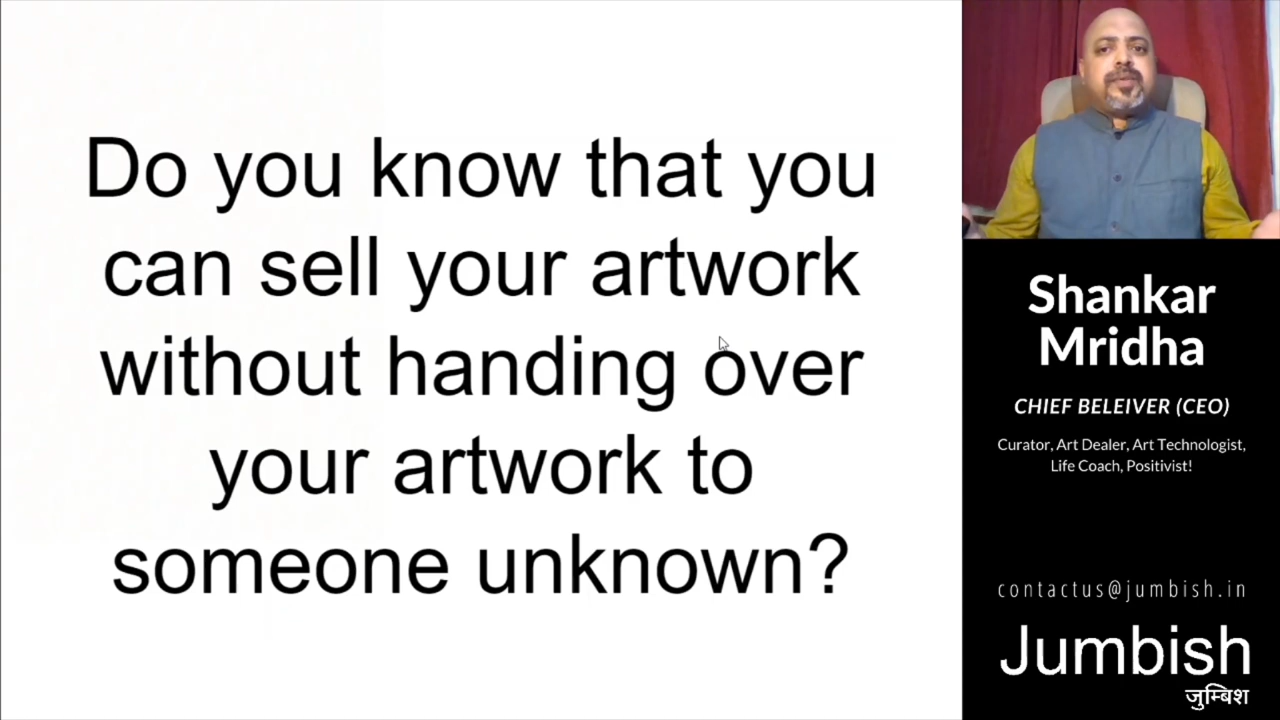 Do you know that you
can sell your artwork
without handing over
your artwork to
someone unknown?
Shankar
Mridha
CHIEF BELEIVER (CEO)
Curator, Art Dealer, Art Technologist,
Life Coach, Positivist!
contactus@jumbish.in
Jumbish
जुम्बिश